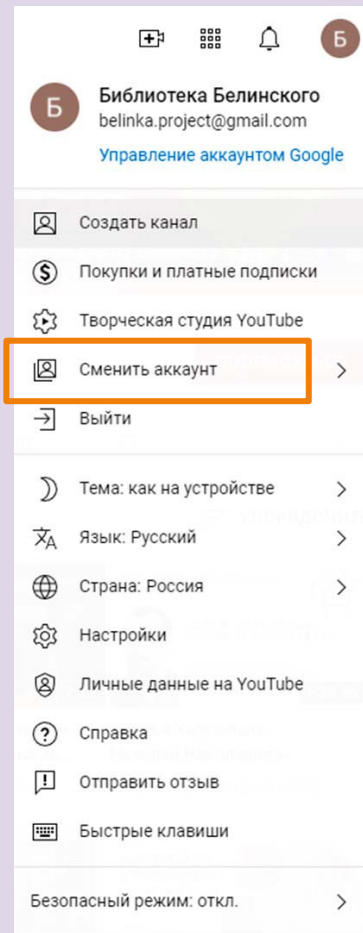 Б
Б
Библиотека Белинского
belinka.project@gmail.com
Управление аккаунтом Google
Создать канал
Покупки и платные подписки
Творческая студия YouTube
Сменить аккаунт
Выйти
Тема: как на устройстве
Язык: Русский
Страна: Россия
Настройки
Личные данные на YouTube
Справка
Отправить отзыв
Быстрые клавиши
Безопасный режим: откл.